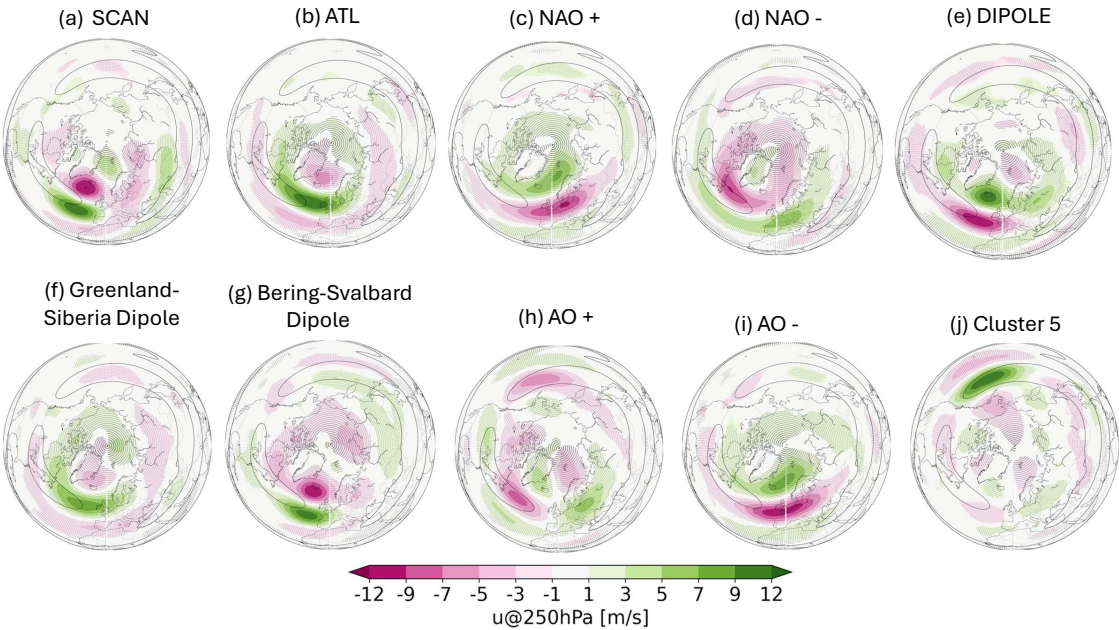 (a) SCAN
(b) ATL
(c) NAO +
(d) NAO -
(e) DIPOLE
(f) Greenland-
Siberia Dipole
(g) Bering-Svalbard
Dipole
(h) AO +
(i) AO -
(j) Cluster 5
-12 -9 -7 -5 -3 -1 1 3 5 7 9 12
u@250hPa [m/s]